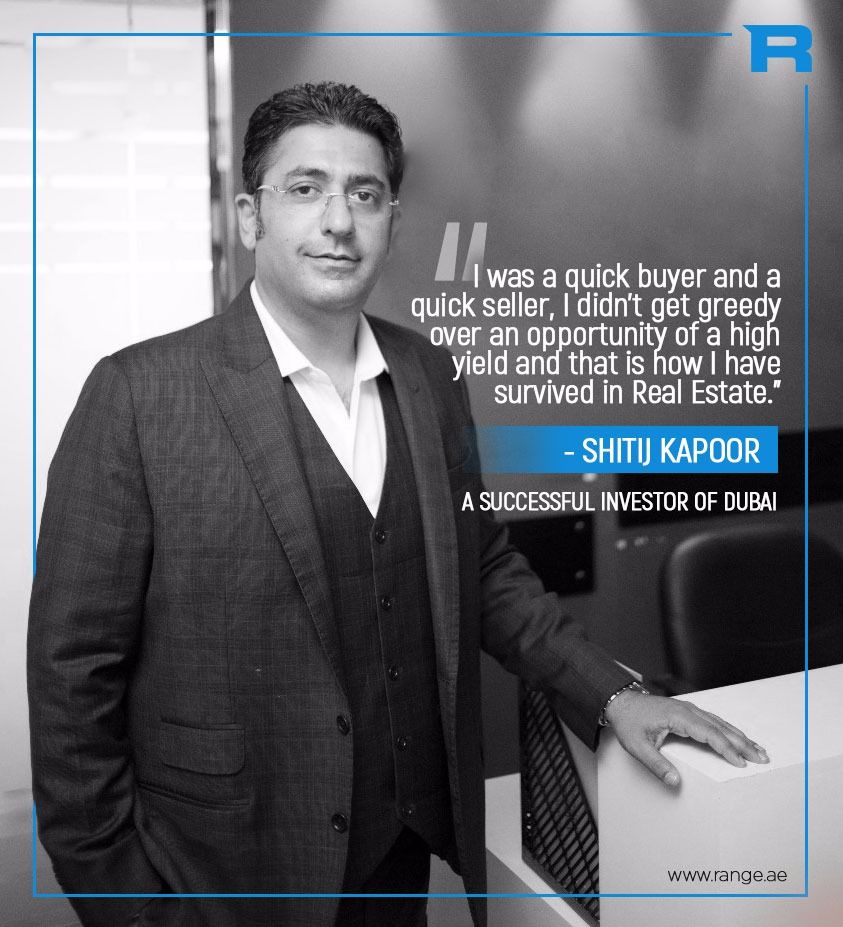 R
"I was a quick buyer and a
quick seller, I didn't get greedy
over an opportunity of a high
yield and that is how I have
survived in Real Estate."
- SHITIJ KAPOOR
A SUCCESSFUL INVESTOR OF DUBAI
www.range.ae